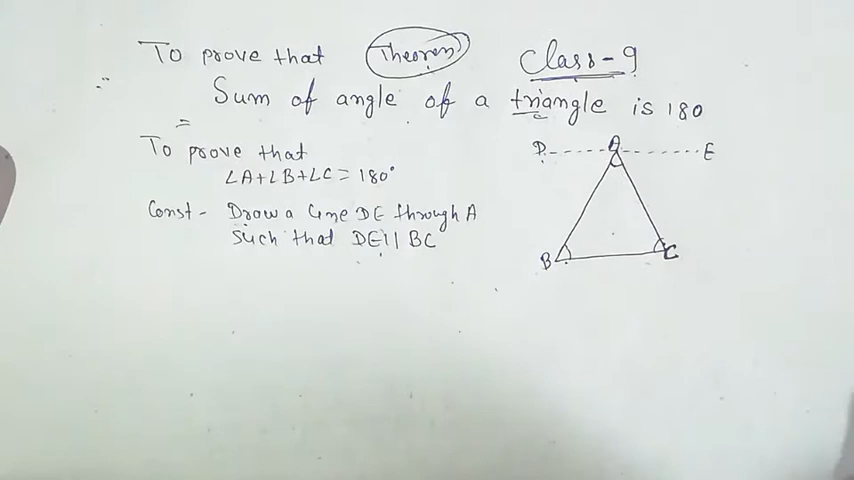 To prove that Theorem Class-9
Sum of angle of a triangle is 180
To prove that
∠A+∠B+∠C=180°
Const- Draw a line DE through A
such that DE || BC
D A E
B C